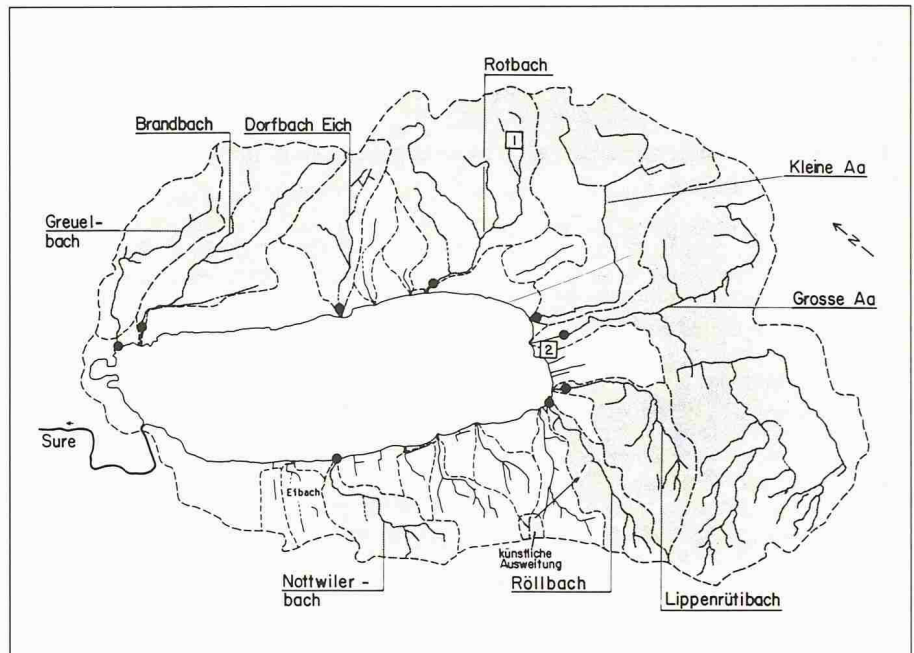 Rotbach
Brandbach
Dorfbach Eich
1
Kleine Aa
Greuel-
bach
N
Grosse Aa
2
Sure
Eibach
künstliche
Ausweitung
Nottwiler -
bach
Röllbach
Lippenrütibach